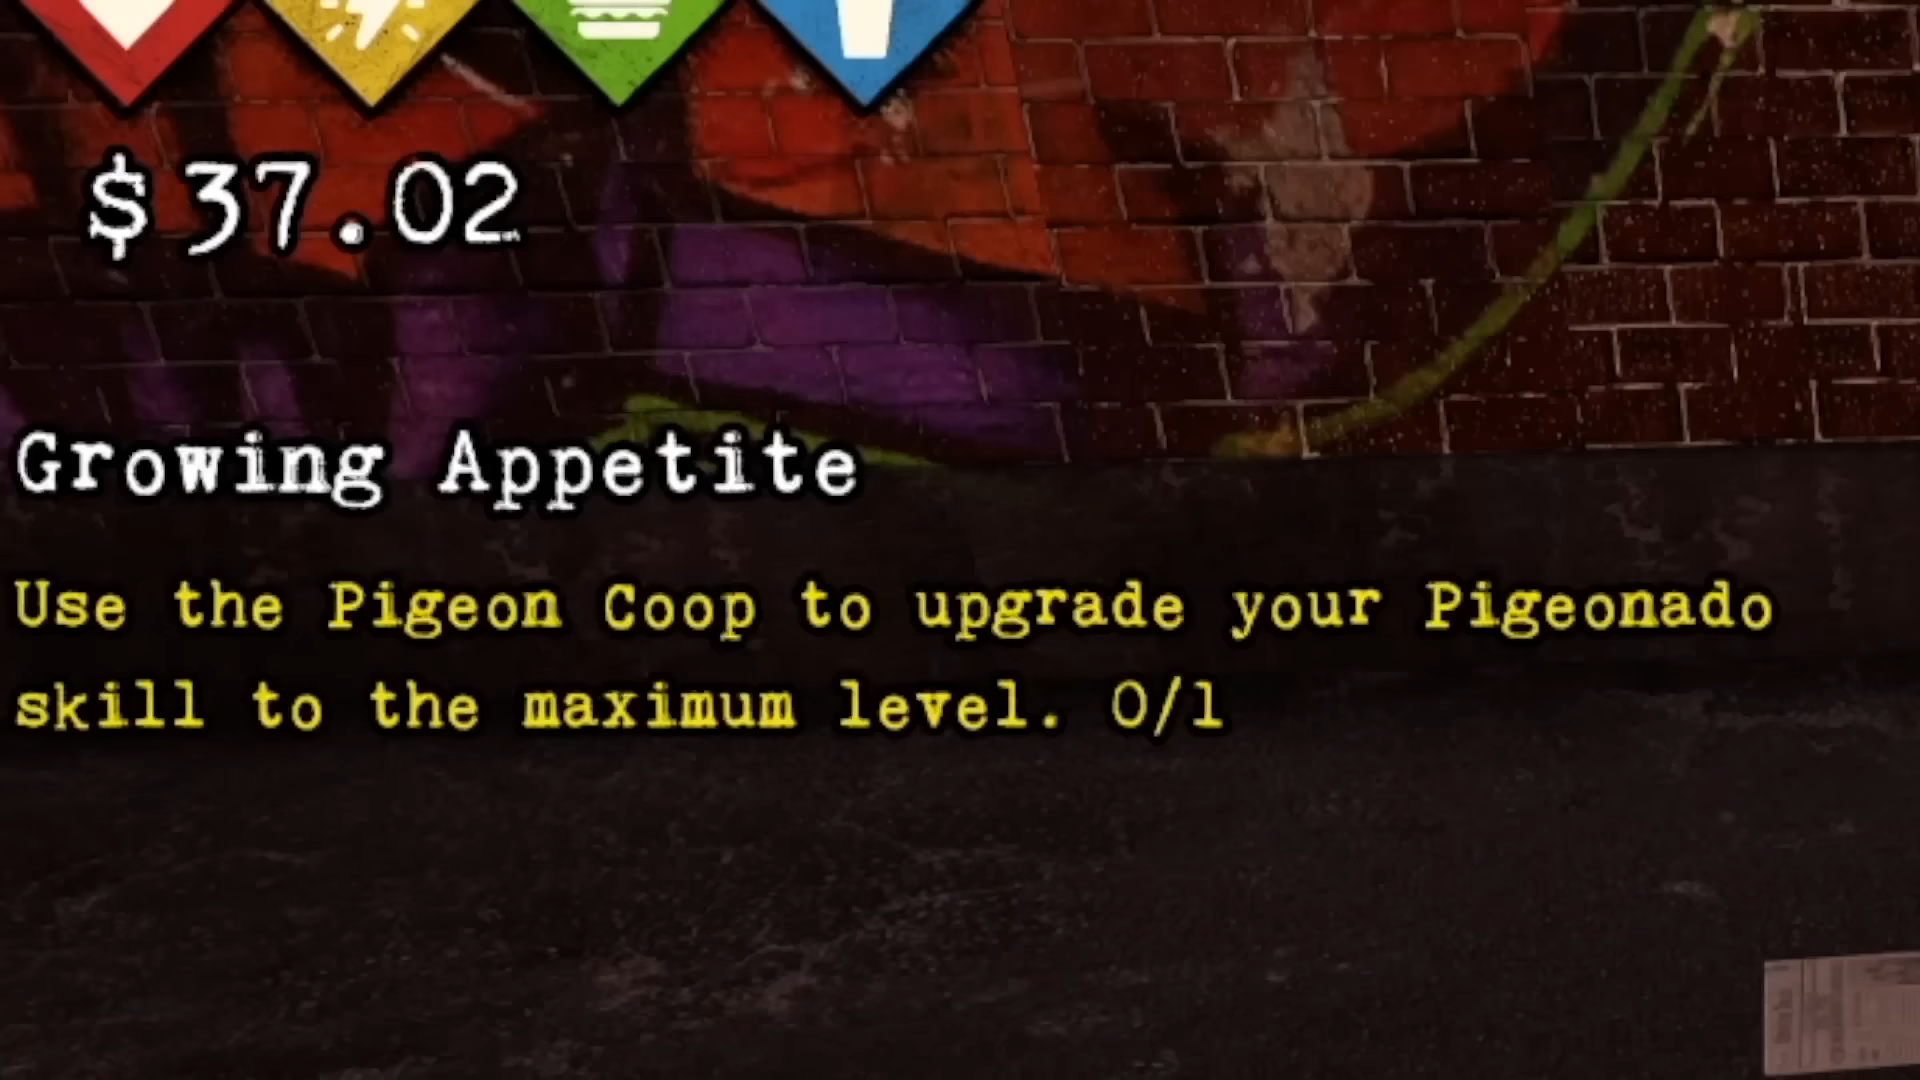 $37.02
Growing Appetite
Use the Pigeon Coop to upgrade your Pigeonado
skill to the maximum level. 0/1